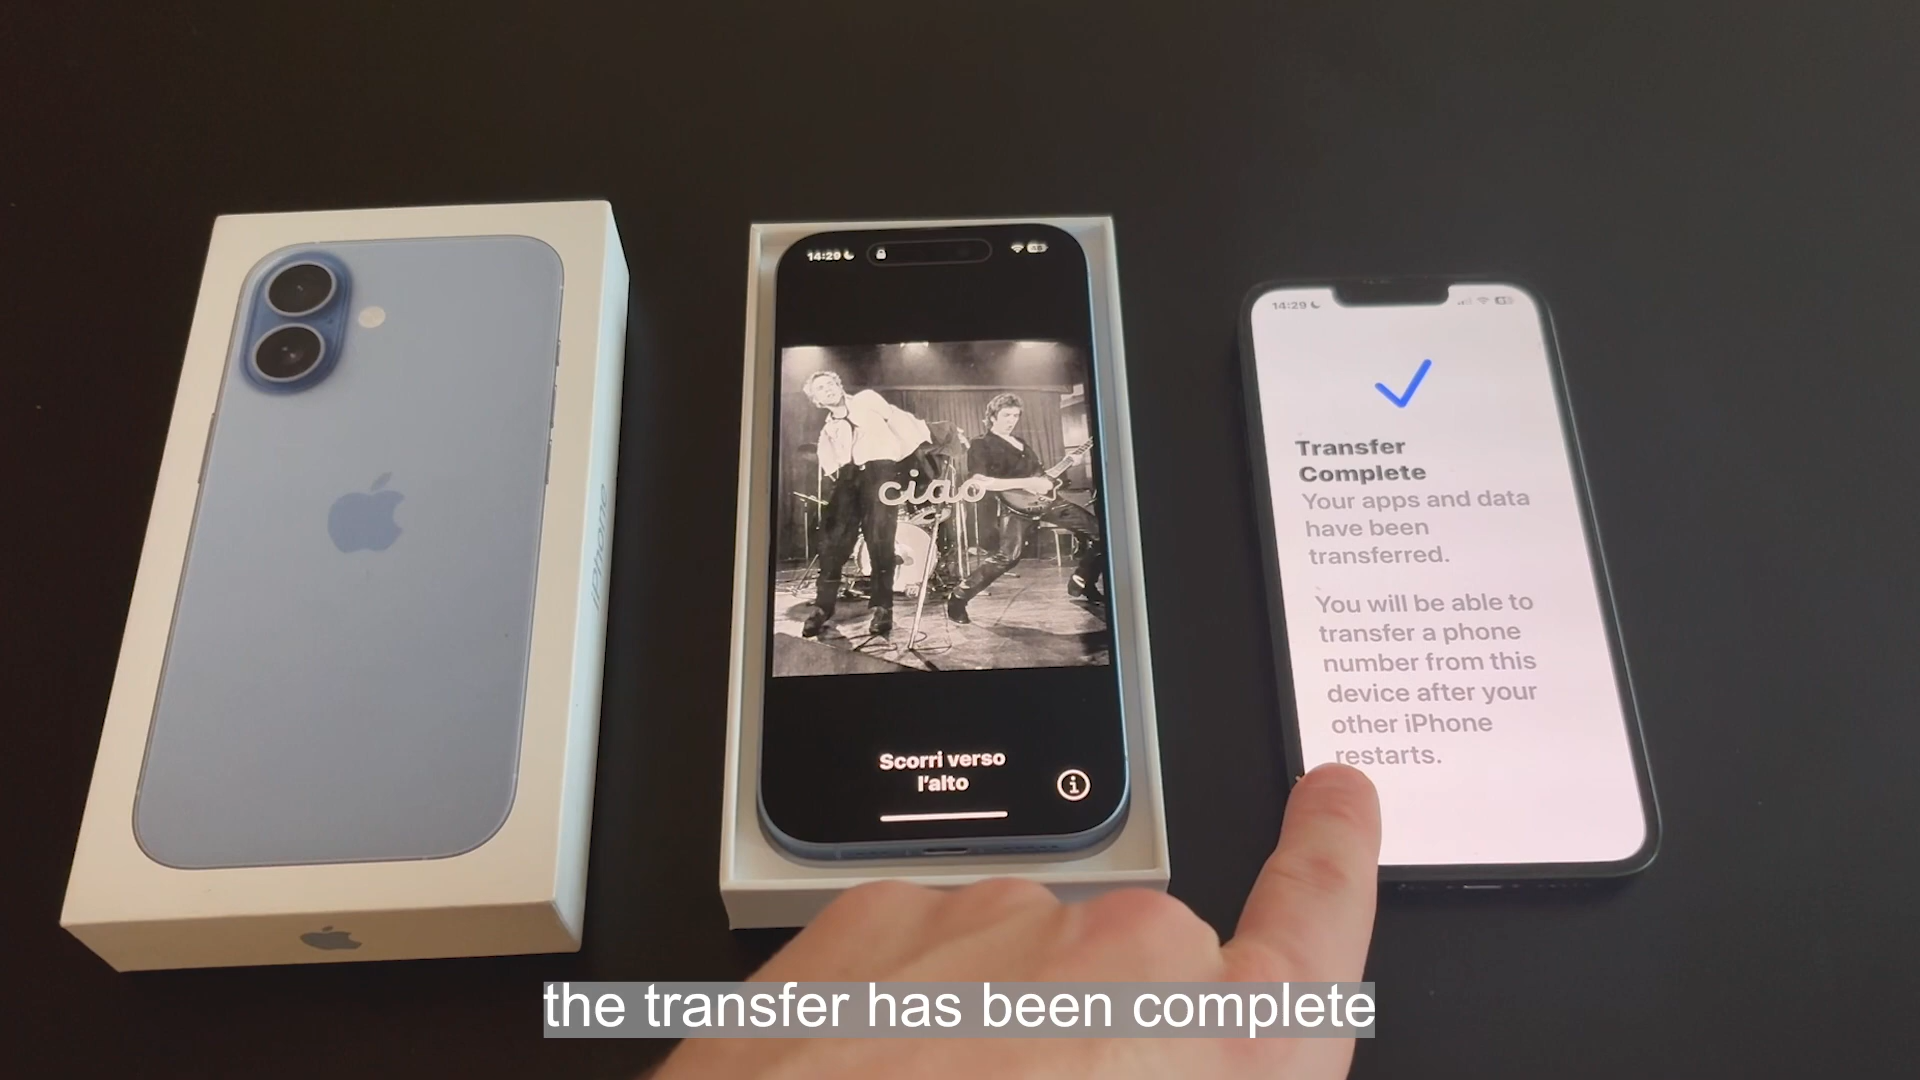 iPhone
14:29
ciao
Scorri verso
l'alto
14:29
Transfer
Complete
Your apps and data
have been
transferred.
You will be able to
transfer a phone
number from this
device after your
other iPhone
restarts.
the transfer has been complete